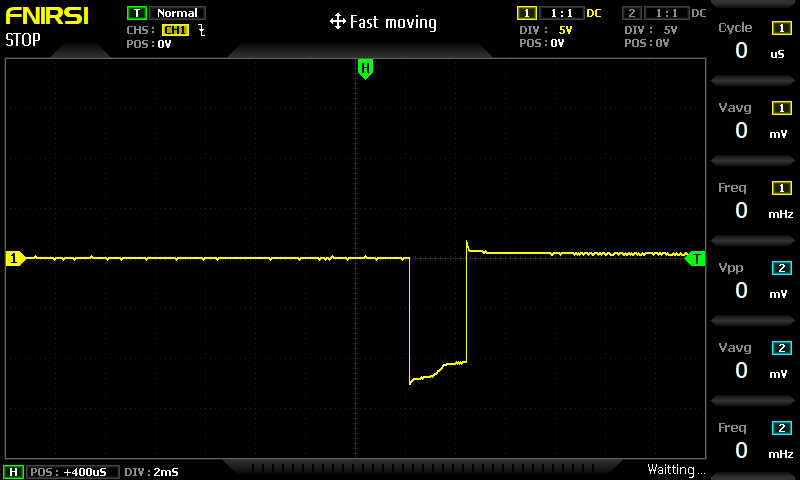 FNIRSI
STOP
T Normal
CHS: CH1
POS: 0V
Fast moving
1 1:1 DC
DIV: 5V
POS: 0V
2 1:1 DC
DIV: 5V
POS: 0V
H
1
T
Cycle 1
0 uS
Vavg 1
0 mV
Freq 1
0 mHz
Vpp 2
0 mV
Vavg 2
0 mV
Freq 2
0 mHz
H POS: +400uS DIV: 2mS
Waitting...